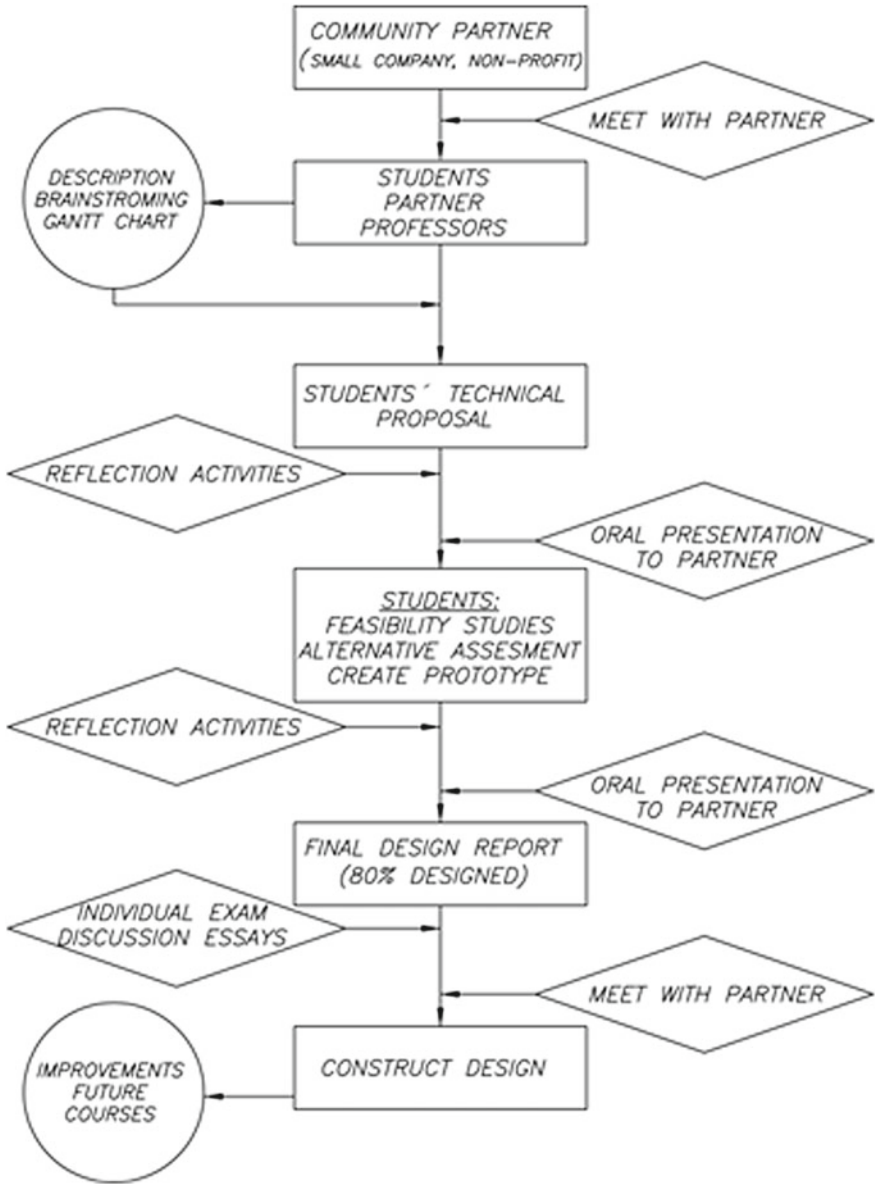 COMMUNITY PARTNER
(SMALL COMPANY, NON-PROFIT)
MEET WITH PARTNER
DESCRIPTION
BRAINSTROMING
GANTT CHART
STUDENTS
PARTNER
PROFESSORS
STUDENTS´ TECHNICAL
PROPOSAL
REFLECTION ACTIVITIES
ORAL PRESENTATION
TO PARTNER
STUDENTS:
FEASIBILITY STUDIES
ALTERNATIVE ASSESMENT
CREATE PROTOTYPE
REFLECTION ACTIVITIES
ORAL PRESENTATION
TO PARTNER
FINAL DESIGN REPORT
(80% DESIGNED)
INDIVIDUAL EXAM
DISCUSSION ESSAYS
MEET WITH PARTNER
CONSTRUCT DESIGN
IMPROVEMENTS
FUTURE
COURSES